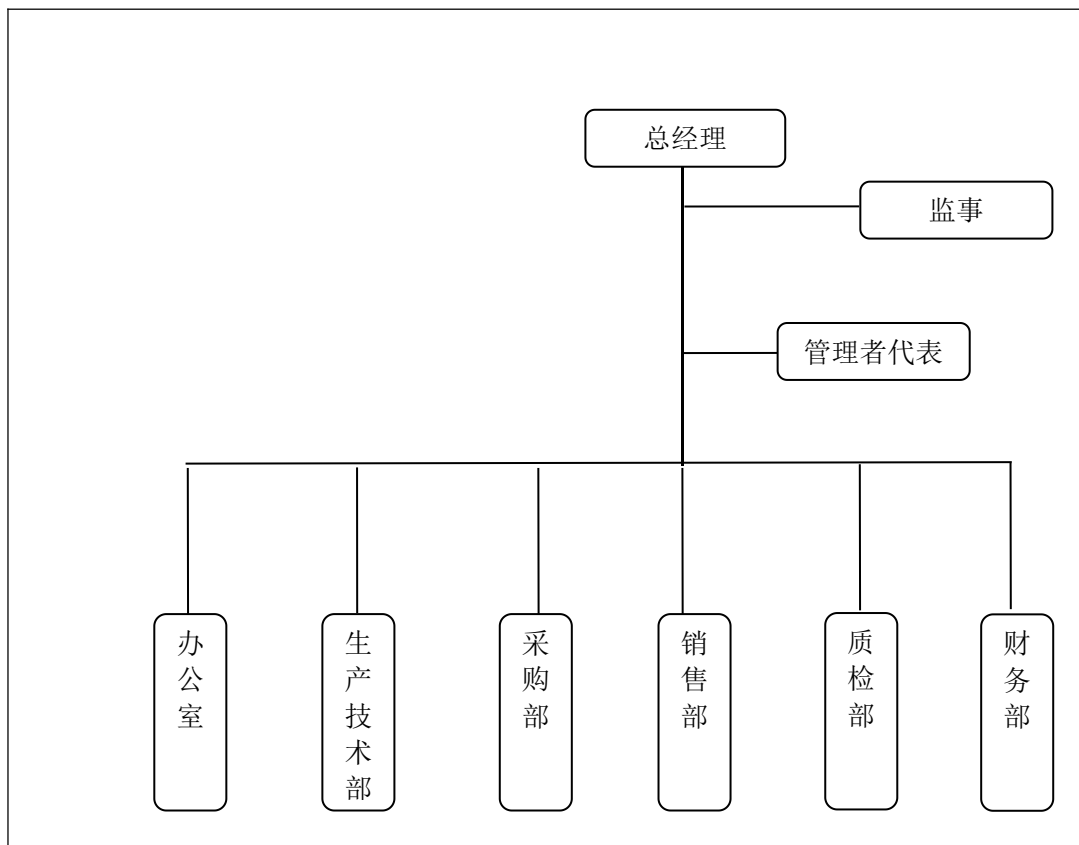 总经理
监事
管理者代表
办公室
生产技术部
采购部
销售部
质检部
财务部